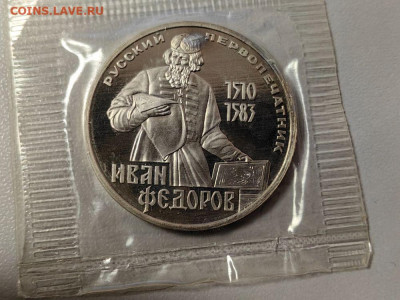 COINS.LAVE.RU
РУССКИЙ ПЕРВОПЕЧАТНИК
1510
1583
ИВАН
ФЕДОРОВ